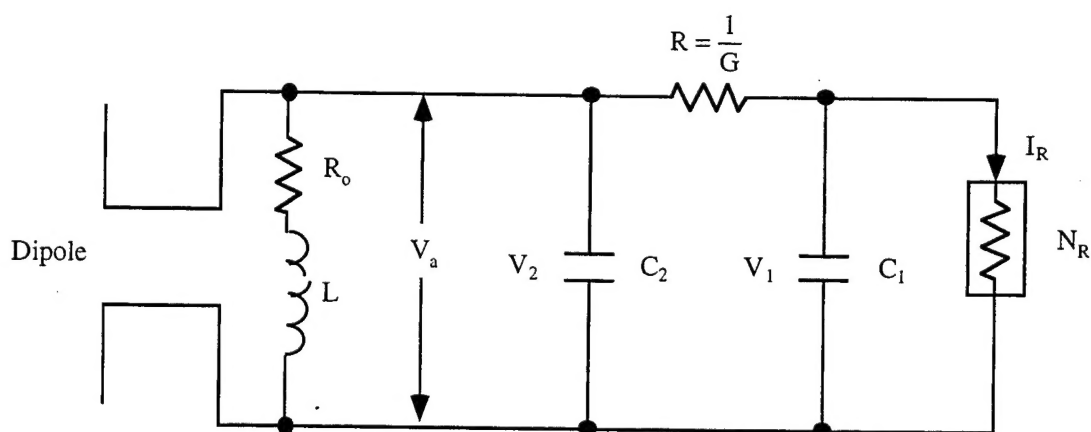 R = 1/G
I_R
R_o
N_R
Dipole
V_a
V_2
C_2
V_1
C_1
L